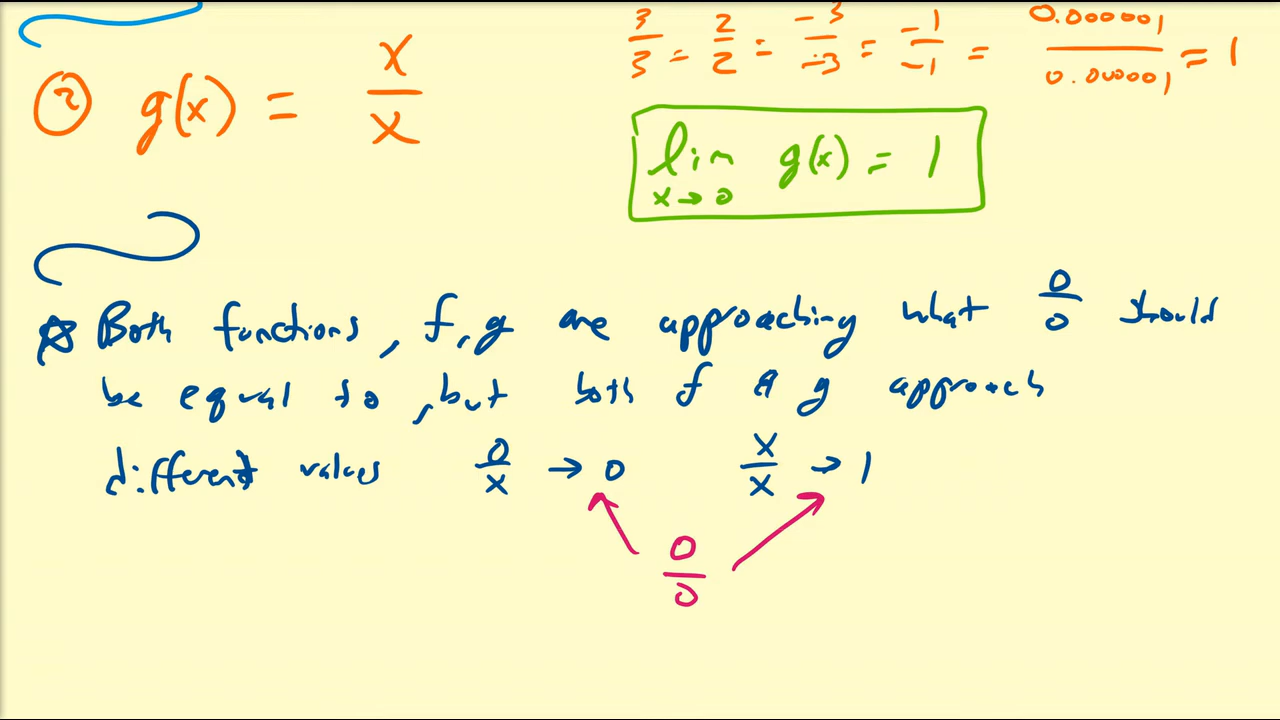 3/3 = 2/2 = -3/-3 = -1/-1 = 0.000001/0.000001 = 1
② g(x) = x/x
lim x→0 g(x) = 1
☆ Both functions, f, g are approaching what 0/0 should
be equal to, but both f & g approach
different values 0/x → 0 x/x → 1
0/0